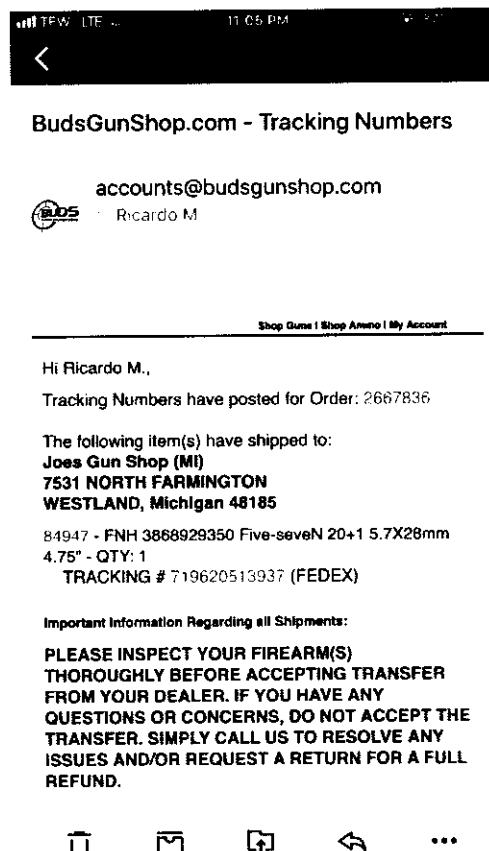 LTE
11:05 PM
BudsGunShop.com - Tracking Numbers
accounts@budsgunshop.com
BUDS
Ricardo M
Shop Guns | Shop Ammo | My Account
Hi Ricardo M.,
Tracking Numbers have posted for Order: 2667836
The following item(s) have shipped to:
Joes Gun Shop (MI)
7531 NORTH FARMINGTON
WESTLAND, Michigan 48185
84947 - FNH 3868929350 Five-seveN 20+1 5.7X28mm
4.75" - QTY: 1
TRACKING # 719620513937 (FEDEX)
Important Information Regarding all Shipments:
PLEASE INSPECT YOUR FIREARM(S)
THOROUGHLY BEFORE ACCEPTING TRANSFER
FROM YOUR DEALER. IF YOU HAVE ANY
QUESTIONS OR CONCERNS, DO NOT ACCEPT THE
TRANSFER. SIMPLY CALL US TO RESOLVE ANY
ISSUES AND/OR REQUEST A RETURN FOR A FULL
REFUND.